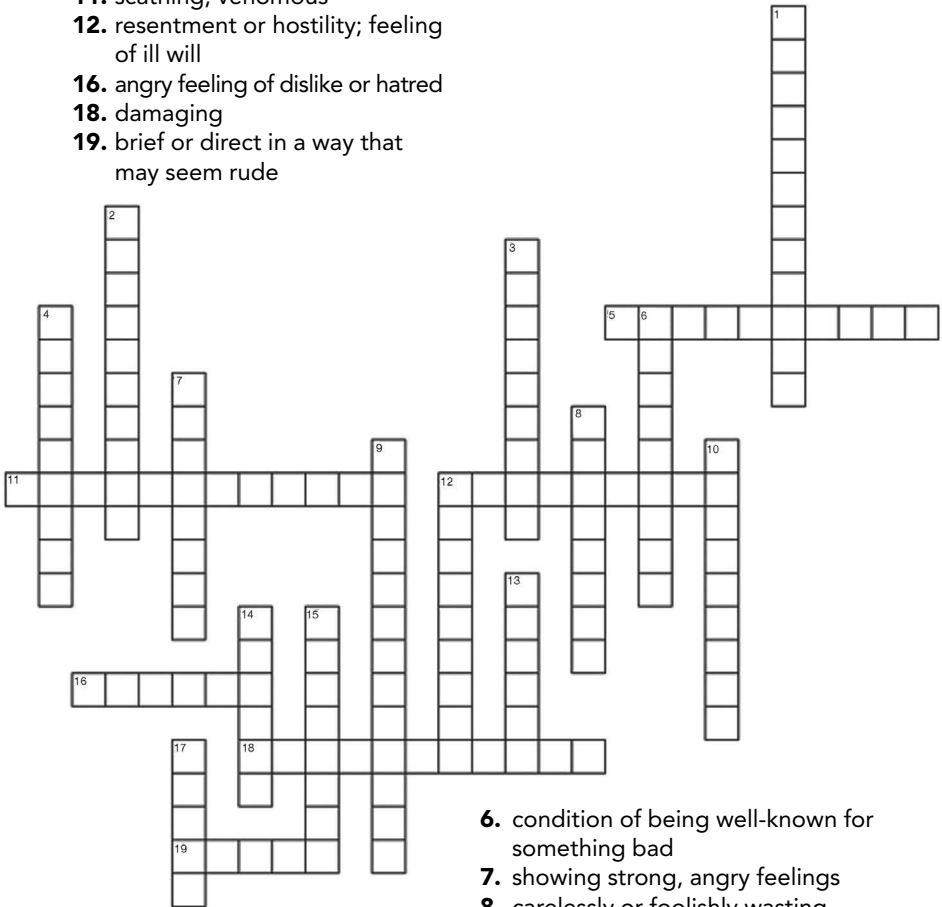 11. scathing; venomous
12. resentment or hostility; feeling
of ill will
16. angry feeling of dislike or hatred
18. damaging
19. brief or direct in a way that
may seem rude
1
2
3
4
5 6
7
8
9
10
11
12
13
14 15
16
17
18
19
6. condition of being well-known for
something bad
7. showing strong, angry feelings
8. carelessly or foolishly wasting